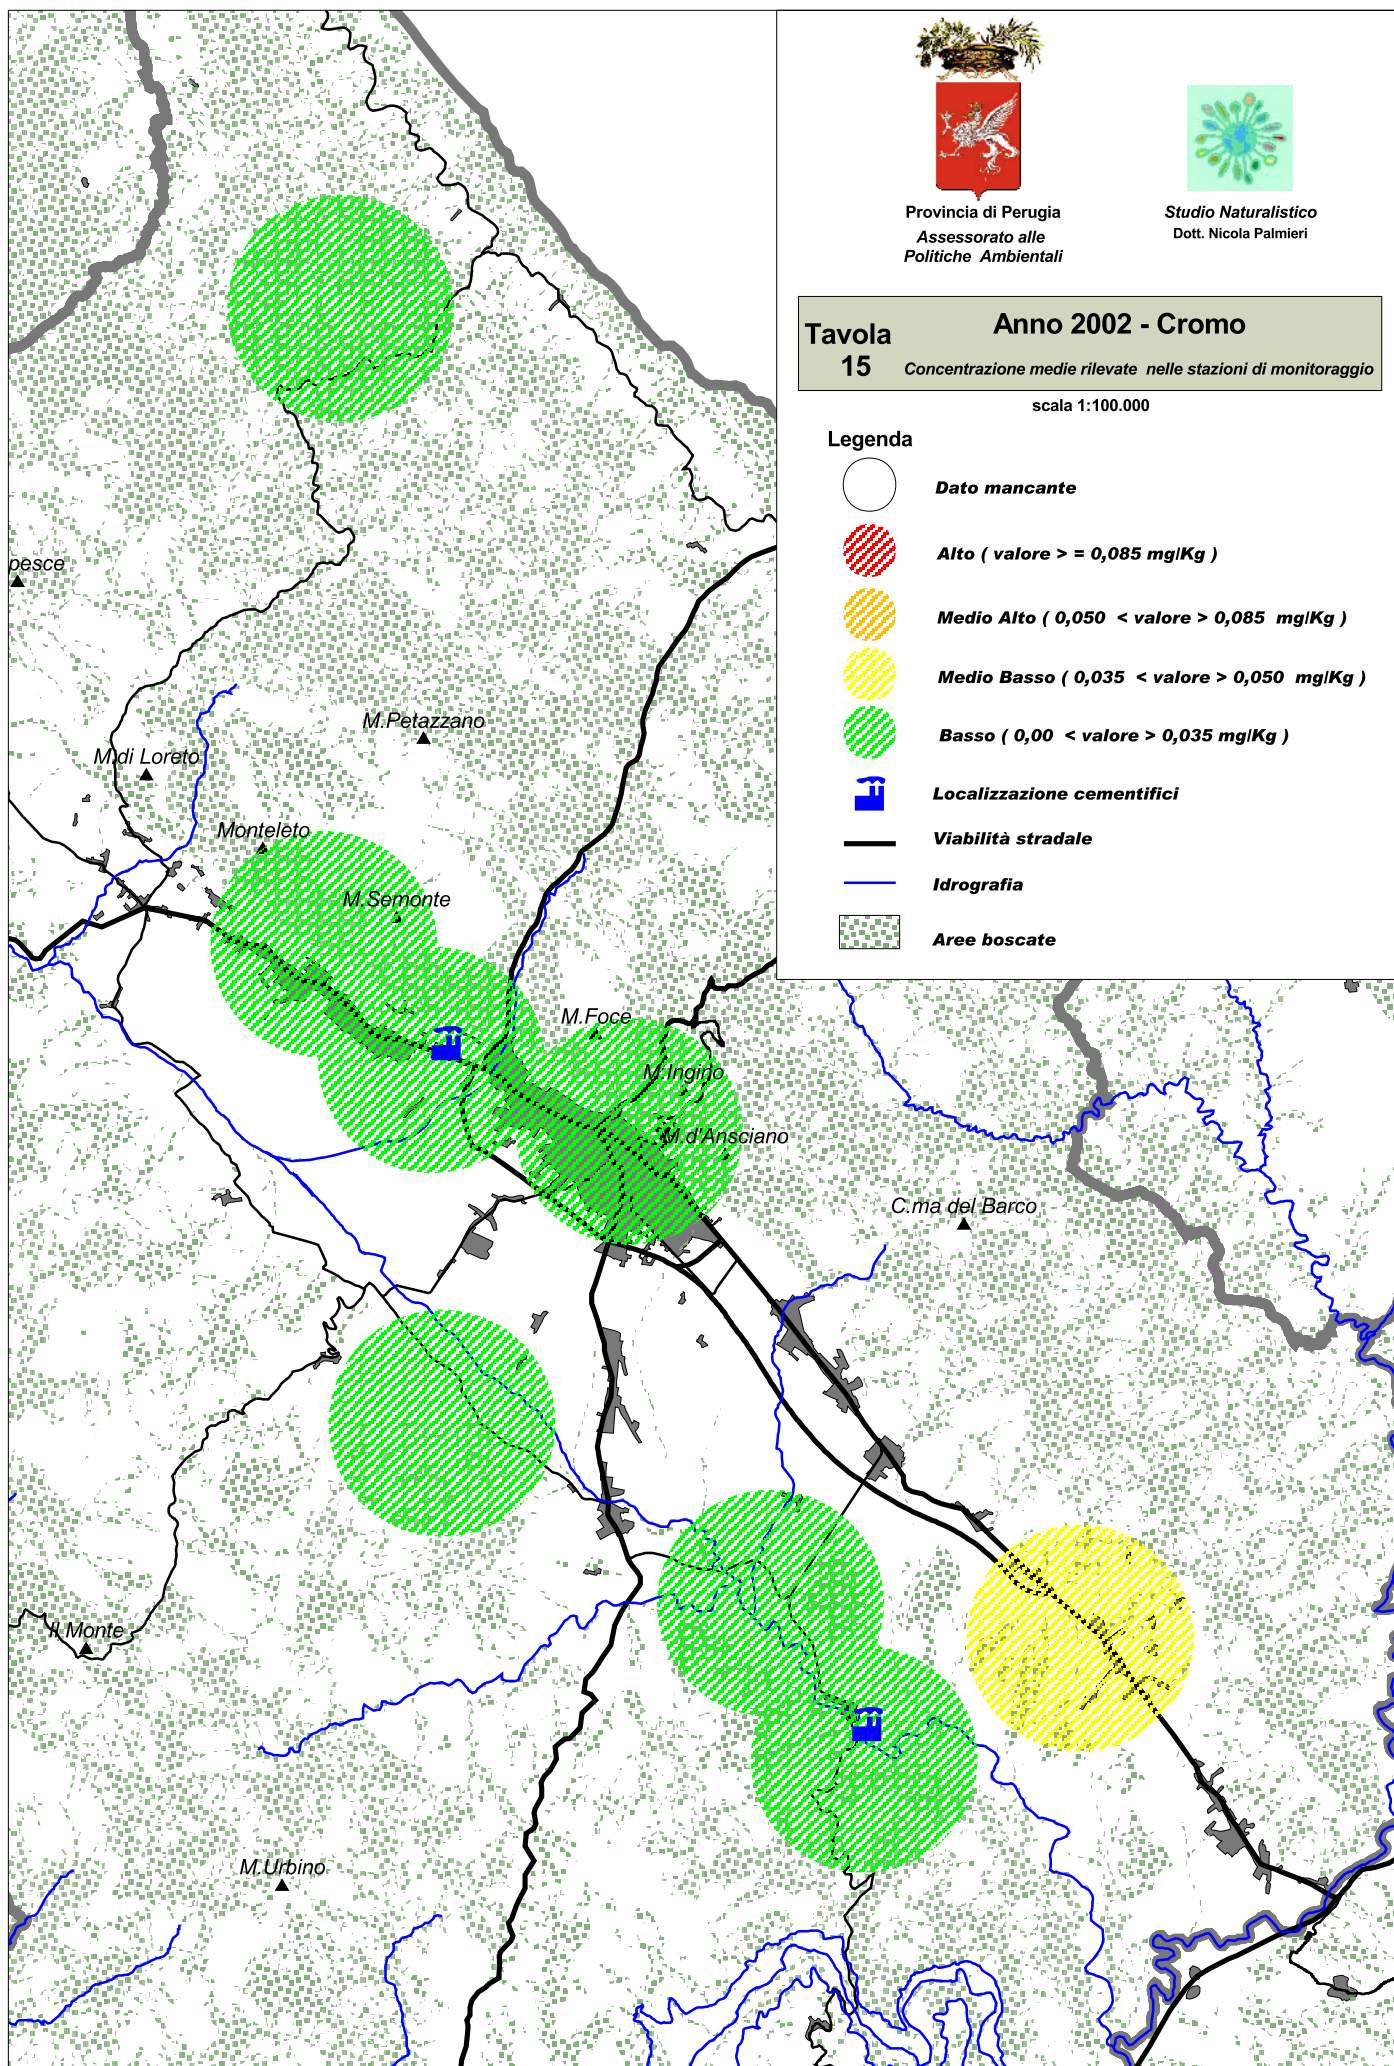 Provincia di Perugia
Assessorato alle
Politiche Ambientali
Studio Naturalistico
Dott. Nicola Palmieri
Tavola
15
Anno 2002 - Cromo
Concentrazione medie rilevate nelle stazioni di monitoraggio
scala 1:100.000
Legenda
Dato mancante
Alto ( valore > = 0,085 mg/Kg )
Medio Alto ( 0,050 < valore > 0,085 mg/Kg )
Medio Basso ( 0,035 < valore > 0,050 mg/Kg )
Basso ( 0,00 < valore > 0,035 mg/Kg )
Localizzazione cementifici
Viabilità stradale
Idrografia
Aree boscate
pesce
M.Petazzano
M.di Loreto
Monteleto
M.Semonte
M.Foce
M.Ingino
M.d'Ansciano
C.ma del Barco
Il Monte
M.Urbino